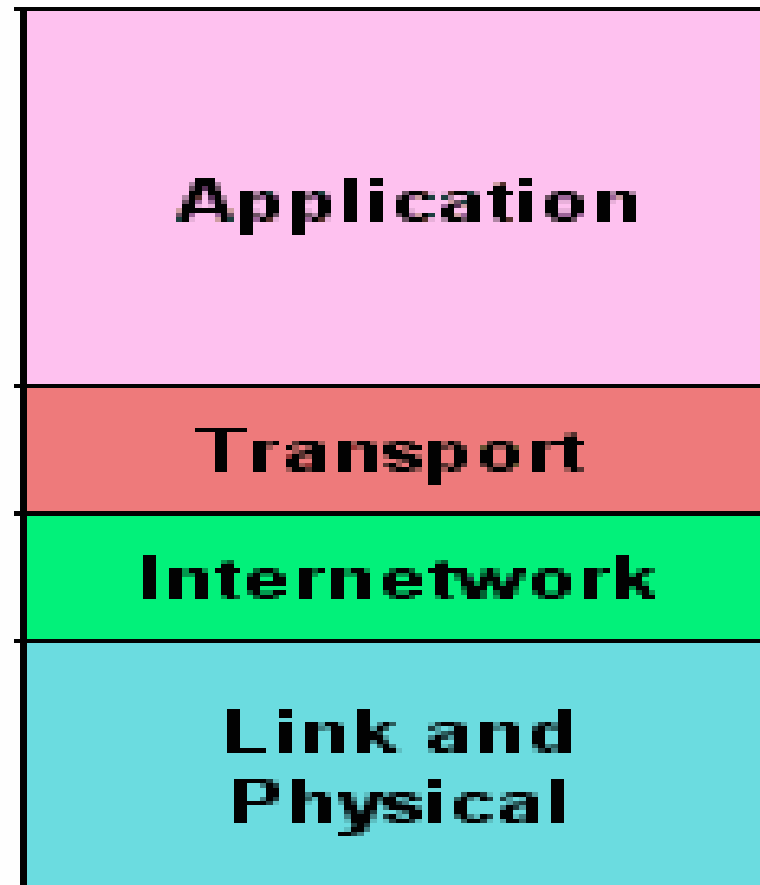 Application
Transport
Internetwork
Link and
Physical